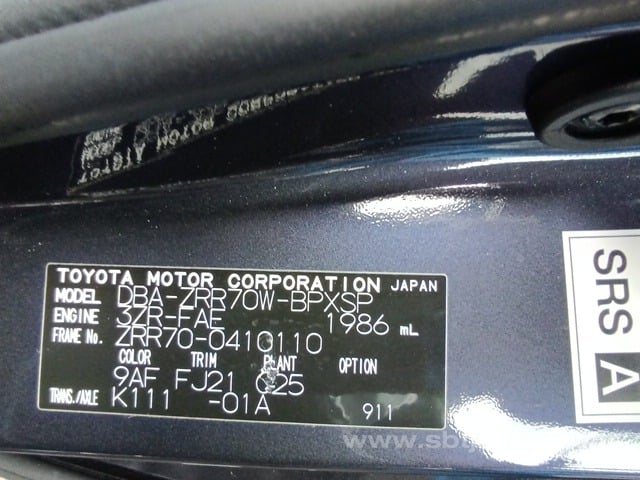 TOYOTA MOTOR CORPORATION JAPAN
MODEL DBA-ZRR70W-BPXSP
ENGINE 3ZR-FAE 1986 mL
FRAME No. ZRR70-0410110
COLOR TRIM PLANT OPTION
9AF FJ21 C25
TRANS./AXLE K111 -01A 911
SRS A